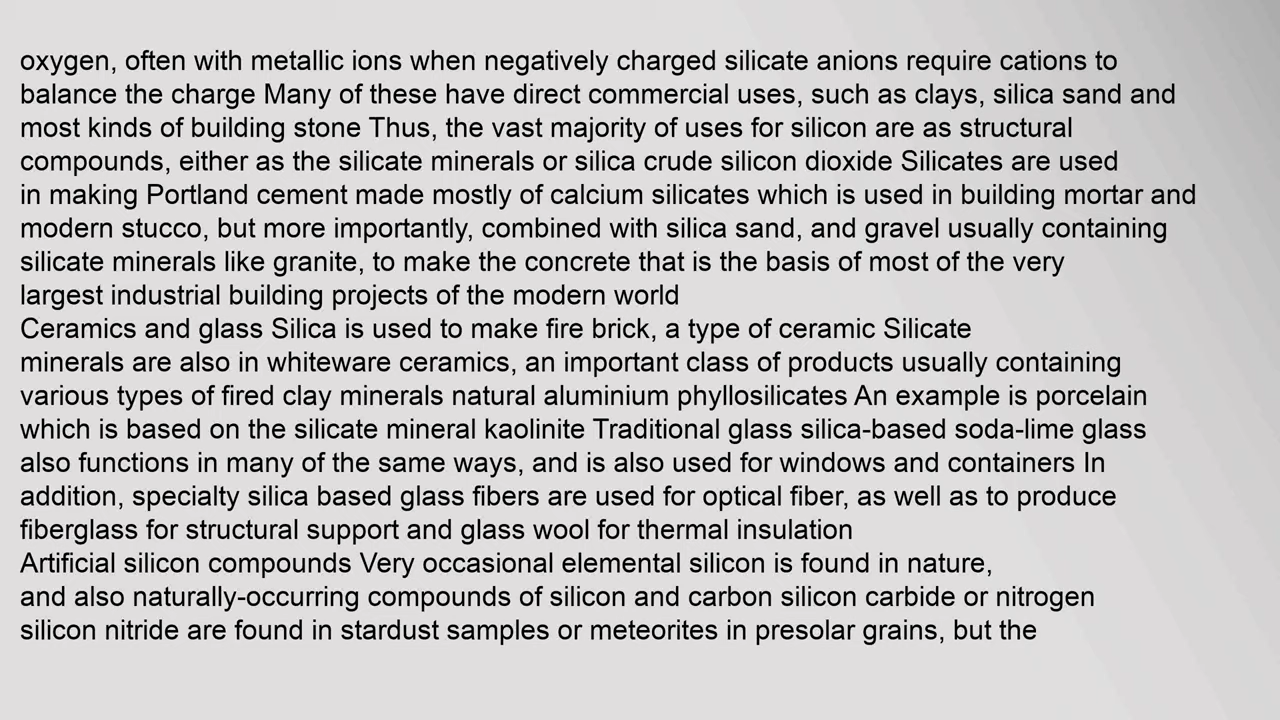 oxygen, often with metallic ions when negatively charged silicate anions require cations to
balance the charge Many of these have direct commercial uses, such as clays, silica sand and
most kinds of building stone Thus, the vast majority of uses for silicon are as structural
compounds, either as the silicate minerals or silica crude silicon dioxide Silicates are used
in making Portland cement made mostly of calcium silicates which is used in building mortar and
modern stucco, but more importantly, combined with silica sand, and gravel usually containing
silicate minerals like granite, to make the concrete that is the basis of most of the very
largest industrial building projects of the modern world
Ceramics and glass Silica is used to make fire brick, a type of ceramic Silicate
minerals are also in whiteware ceramics, an important class of products usually containing
various types of fired clay minerals natural aluminium phyllosilicates An example is porcelain
which is based on the silicate mineral kaolinite Traditional glass silica-based soda-lime glass
also functions in many of the same ways, and is also used for windows and containers In
addition, specialty silica based glass fibers are used for optical fiber, as well as to produce
fiberglass for structural support and glass wool for thermal insulation
Artificial silicon compounds Very occasional elemental silicon is found in nature,
and also naturally-occurring compounds of silicon and carbon silicon carbide or nitrogen
silicon nitride are found in stardust samples or meteorites in presolar grains, but the